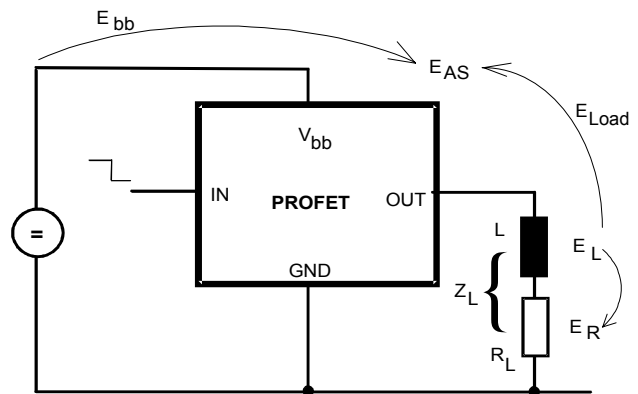 E bb
E AS
E Load
V bb
IN
PROFET
OUT
L
E L
=
GND
Z L
{
E R
R L